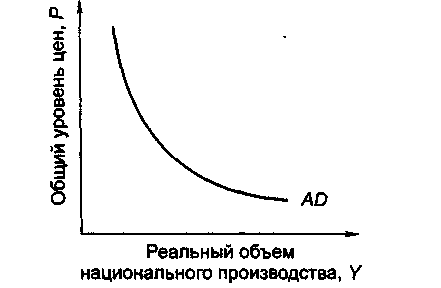 Общий уровень цен, P
AD
Реальный объем
национального производства, Y